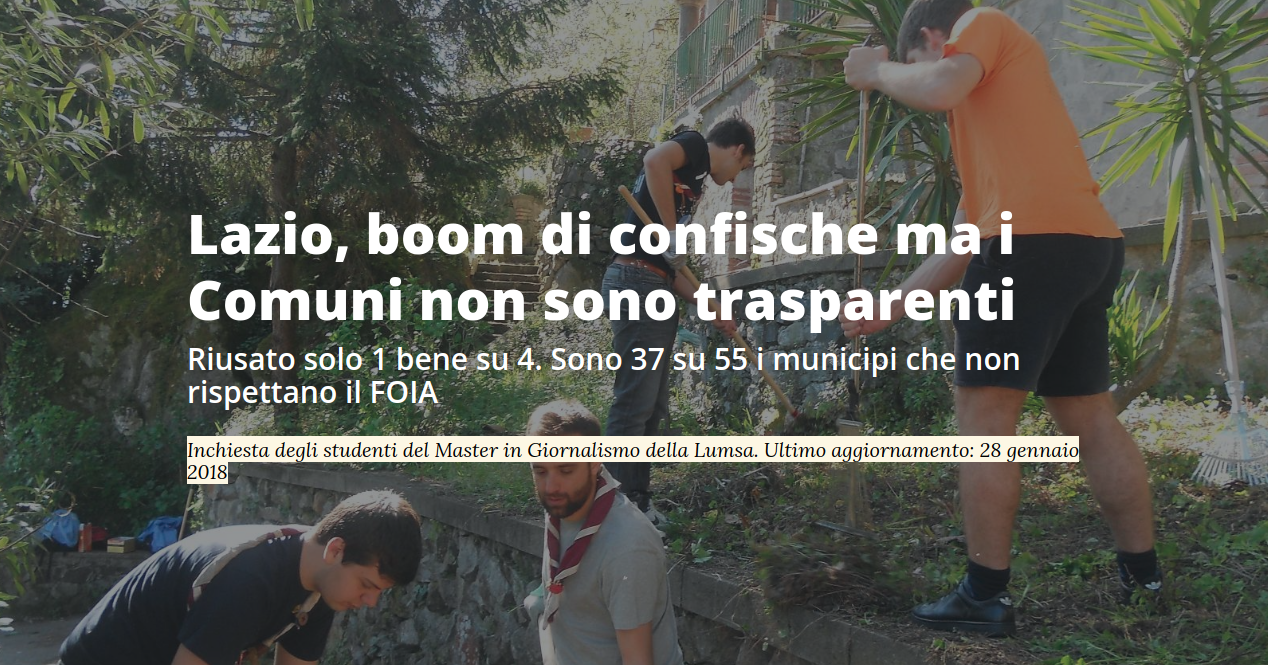 Lazio, boom di confische ma i
Comuni non sono trasparenti
Riusato solo 1 bene su 4. Sono 37 su 55 i municipi che non
rispettano il FOIA
Inchiesta degli studenti del Master in Giornalismo della Lumsa. Ultimo aggiornamento: 28 gennaio
2018